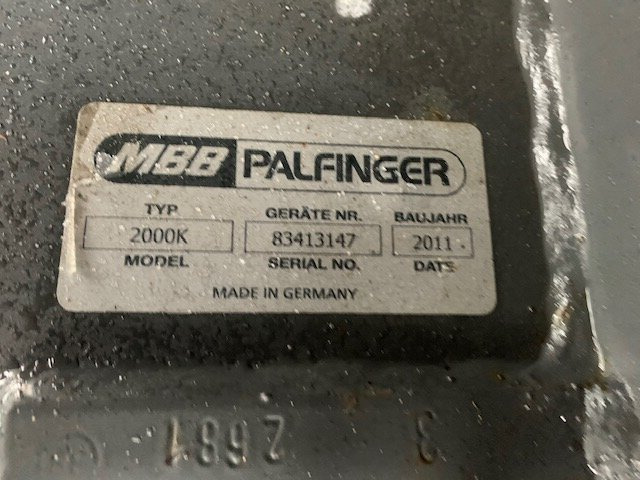 MBB PALFINGER
TYP GERÄTE NR. BAUJAHR
2000K 83413147 2011
MODEL SERIAL NO. DATE
MADE IN GERMANY